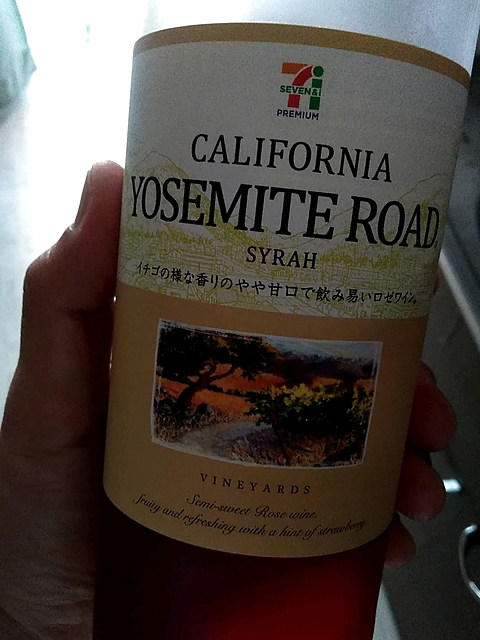 7i
SEVEN&i
PREMIUM
CALIFORNIA
YOSEMITE ROAD
SYRAH
イチゴの様な香りのやや甘口で飲み易いロゼワイン。
VINEYARDS
Semi-sweet Rose wine.
fruity and refreshing with a hint of strawberry.